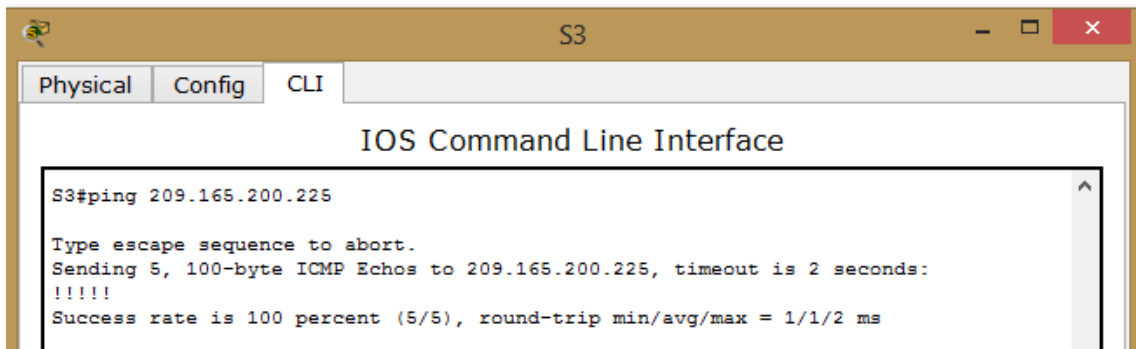 S3
Physical Config CLI
IOS Command Line Interface
S3#ping 209.165.200.225
Type escape sequence to abort.
Sending 5, 100-byte ICMP Echos to 209.165.200.225, timeout is 2 seconds:
!!!!!
Success rate is 100 percent (5/5), round-trip min/avg/max = 1/1/2 ms